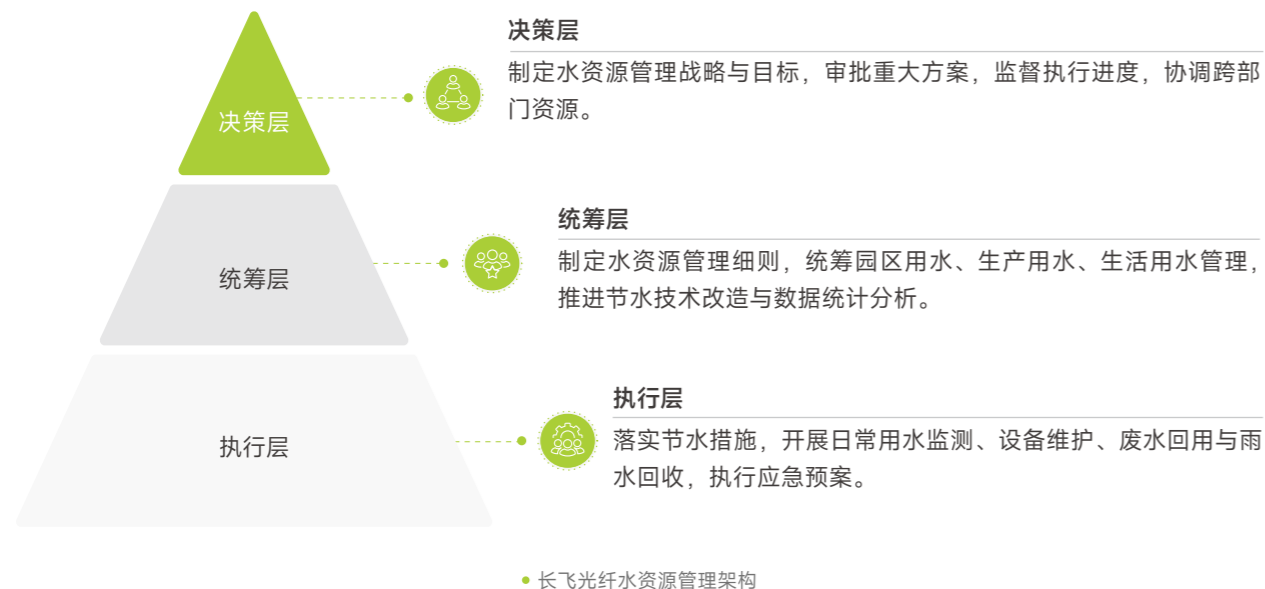 决策层
决策层
制定水资源管理战略与目标，审批重大方案，监督执行进度，协调跨部
门资源。
统筹层
统筹层
制定水资源管理细则，统筹园区用水、生产用水、生活用水管理，
推进节水技术改造与数据统计分析。
执行层
执行层
落实节水措施，开展日常用水监测、设备维护、废水回用与雨
水回收，执行应急预案。
长飞光纤水资源管理架构